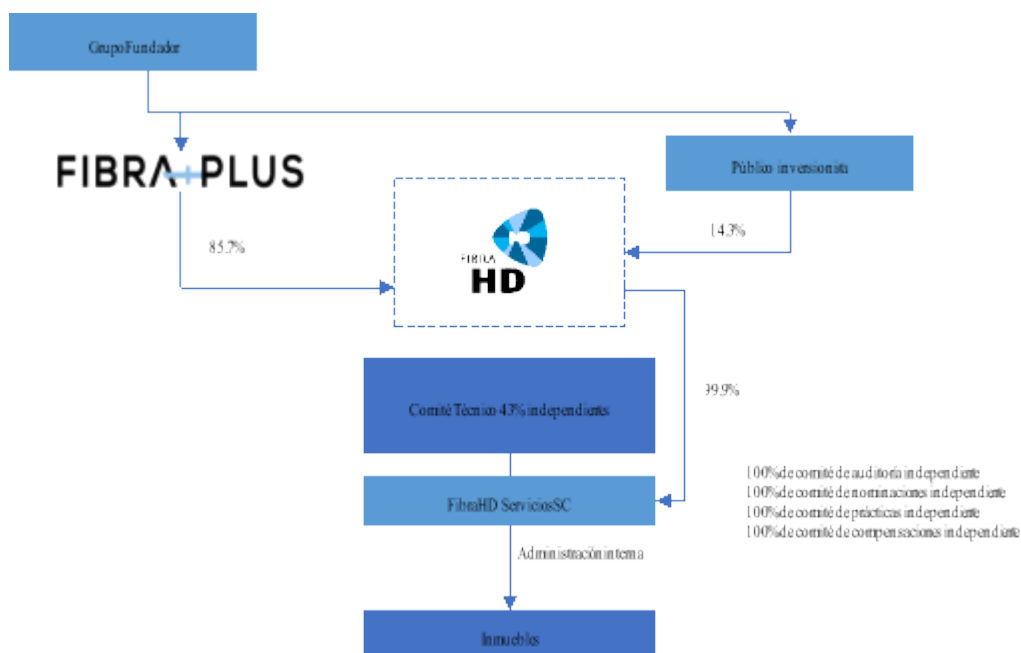 Grupo Fundador
FIBRA+PLUS
Público inversionista
85.7%
14.3%
FIBRA
HD
Comité Técnico 43% independientes
99.9%
100% de comité de auditoría independiente
100% de comité de nominaciones independiente
100% de comité de prácticas independiente
100% de comité de compensaciones independiente
FibraHD Servicios SC
Administración interna
Inmuebles